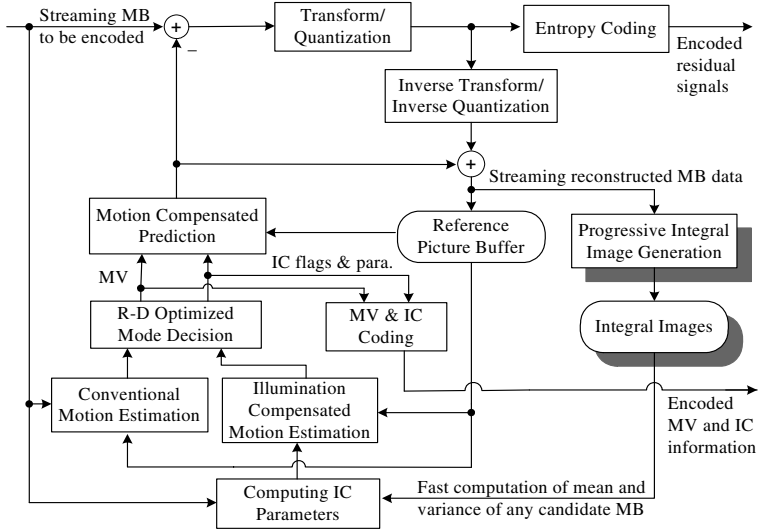 Streaming MB
to be encoded
+
–
Transform/
Quantization
Entropy Coding
Encoded
residual
signals
Inverse Transform/
Inverse Quantization
+
Streaming reconstructed MB data
Motion Compensated
Prediction
Reference
Picture Buffer
Progressive Integral
Image Generation
MV
IC flags & para.
R-D Optimized
Mode Decision
MV & IC
Coding
Integral Images
Conventional
Motion Estimation
Illumination
Compensated
Motion Estimation
Encoded
MV and IC
information
Computing IC
Parameters
Fast computation of mean and
variance of any candidate MB